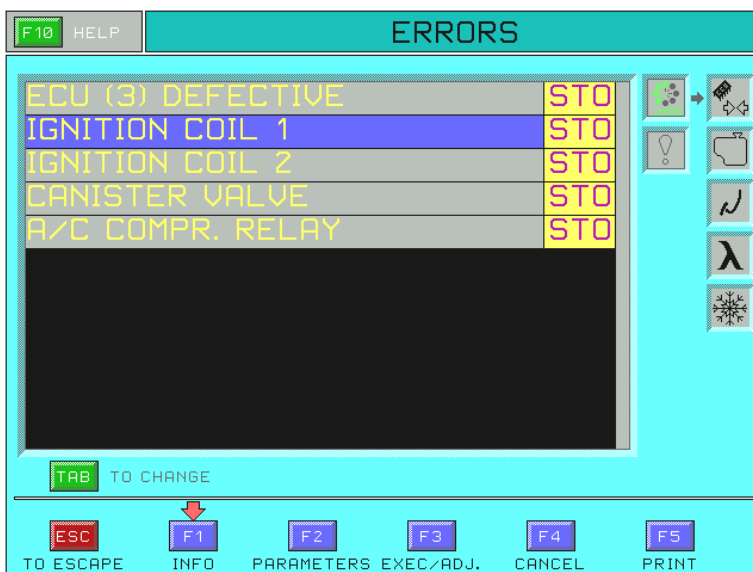 F10 HELP
ERRORS
ECU (3) DEFECTIVE STO
IGNITION COIL 1 STO
IGNITION COIL 2 STO
CANISTER VALVE STO
A/C COMPR. RELAY STO
λ
TAB TO CHANGE
ESC F1 F2 F3 F4 F5
TO ESCAPE INFO PARAMETERS EXEC/ADJ. CANCEL PRINT